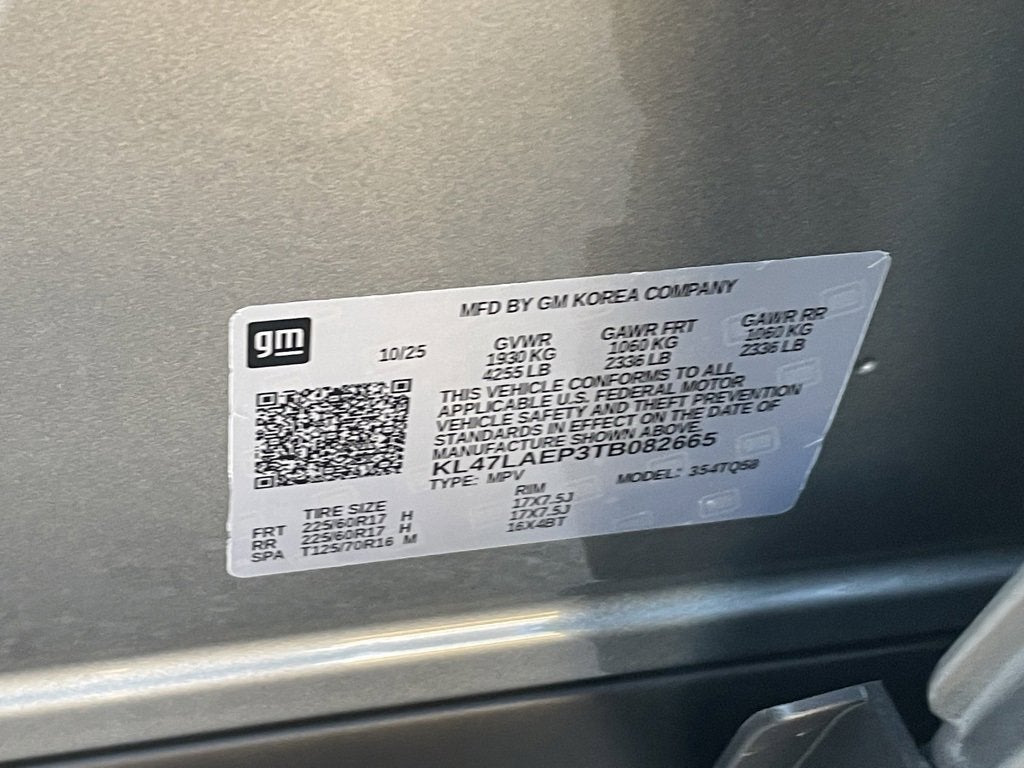 MFD BY GM KOREA COMPANY
gm
10/25
GVWR GAWR FRT GAWR RR
1930 KG 1060 KG 1060 KG
4255 LB 2336 LB 2336 LB
THIS VEHICLE CONFORMS TO ALL
APPLICABLE U.S. FEDERAL MOTOR
VEHICLE SAFETY AND THEFT PREVENTION
STANDARDS IN EFFECT ON THE DATE OF
MANUFACTURE SHOWN ABOVE.
KL47LAEP3TB082665
TYPE: MPV MODEL: 354TQ58
TIRE SIZE RIM
FRT 225/60R17 H 17X7.5J
RR 225/60R17 H 17X7.5J
SPA T125/70R16 M 16X4BT